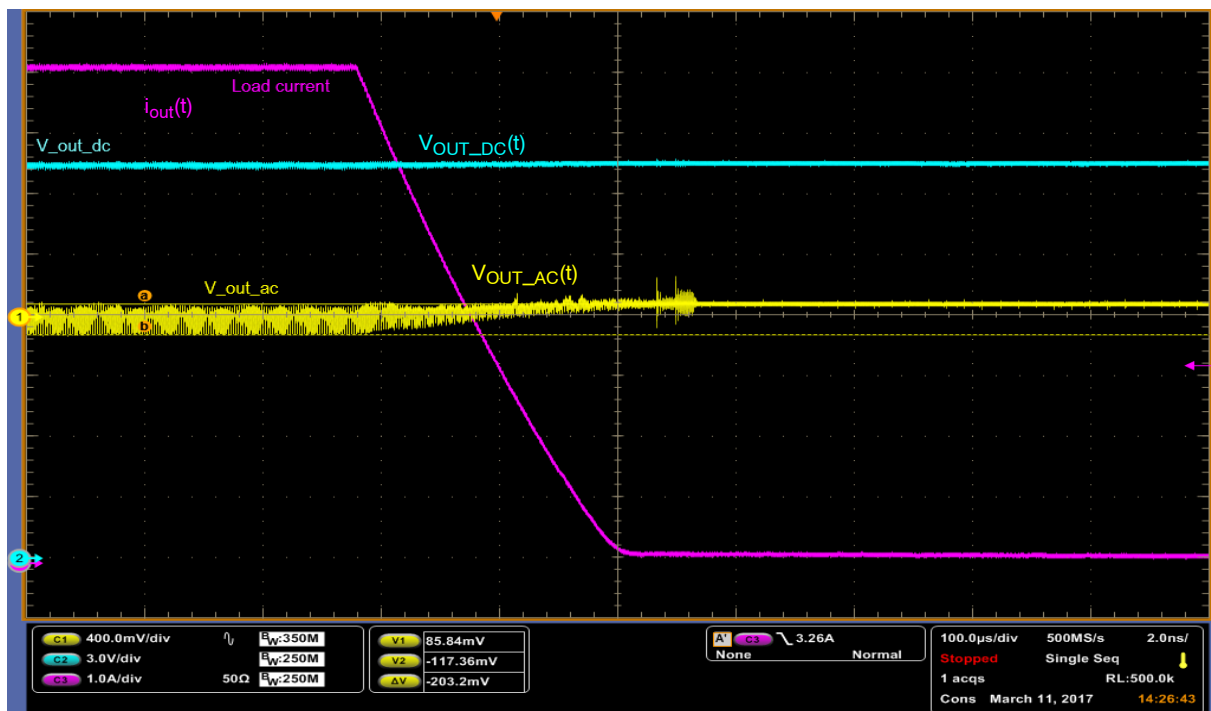 Load current
iout(t)
V_out_dc
VOUT_DC(t)
VOUT_AC(t)
V_out_ac
a
1
b
2
C1 400.0mV/div BW:350M
C2 3.0V/div BW:250M
C3 1.0A/div 50Ω BW:250M
V1 85.84mV
V2 -117.36mV
ΔV -203.2mV
A' C3 3.26A
None Normal
100.0µs/div 500MS/s 2.0ns/
Stopped Single Seq
1 acqs RL:500.0k
Cons March 11, 2017 14:26:43